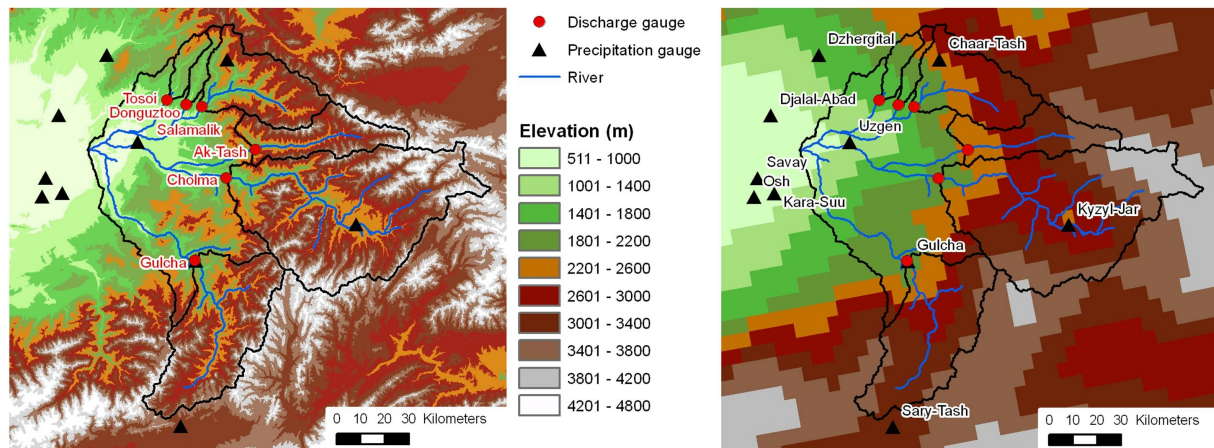 Tosoi
Donguztoo
Salamalik
Ak-Tash
Cholma
Gulcha
0 10 20 30 Kilometers
Discharge gauge
Precipitation gauge
River
Elevation (m)
511 - 1000
1001 - 1400
1401 - 1800
1801 - 2200
2201 - 2600
2601 - 3000
3001 - 3400
3401 - 3800
3801 - 4200
4201 - 4800
Dzhergital
Chaar-Tash
Djalal-Abad
Uzgen
Savay
Osh
Kara-Suu
Kyzyl-Jar
Gulcha
Sary-Tash
0 10 20 30 Kilometers